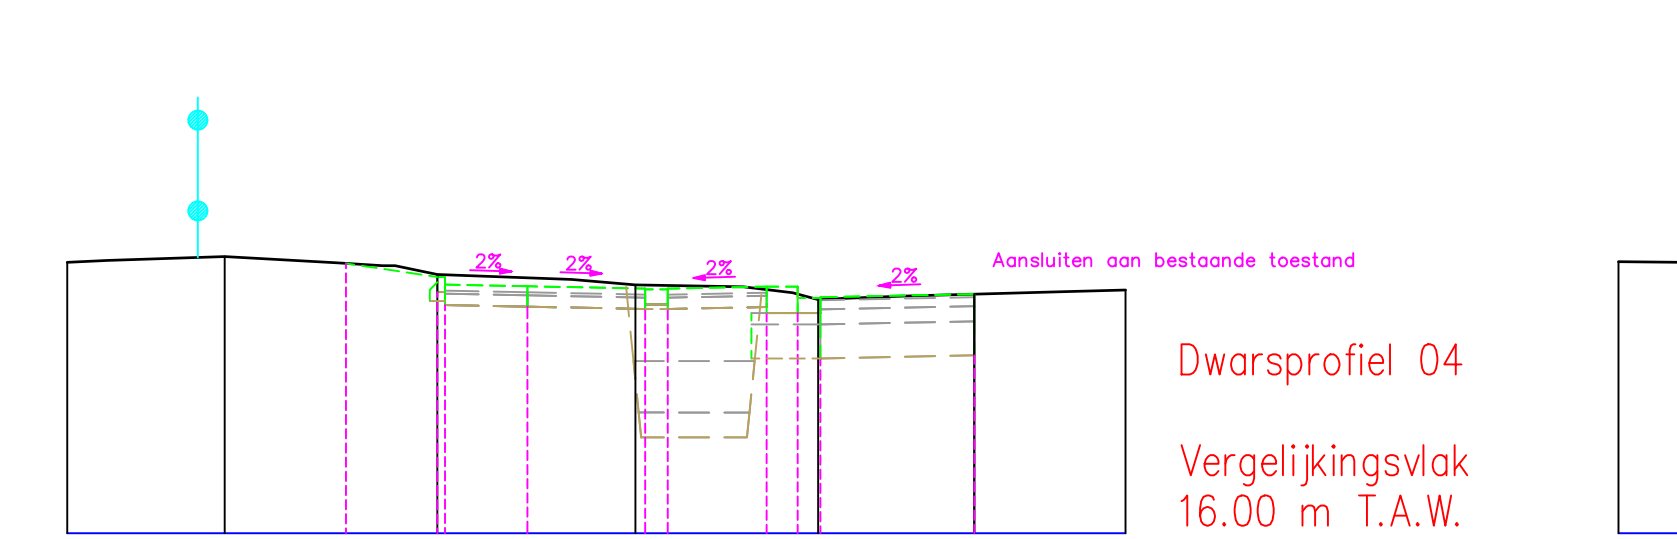 2%
2%
2%
2%
Aansluiten aan bestaande toestand
Dwarsprofiel 04
Vergelijkingsvlak
16.00 m T.A.W.